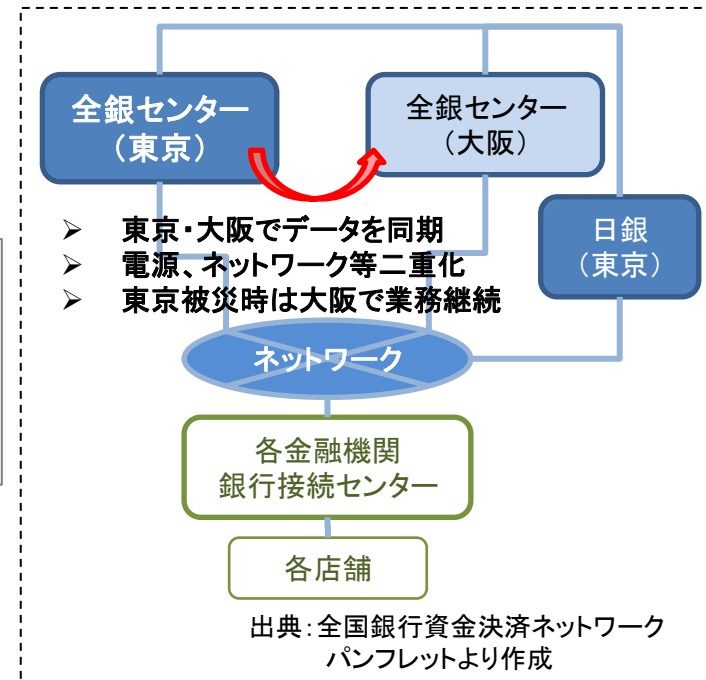 全銀センター
（東京）
全銀センター
（大阪）
日銀
（東京）
➢ 東京・大阪でデータを同期
➢ 電源、ネットワーク等二重化
➢ 東京被災時は大阪で業務継続
ネットワーク
各金融機関
銀行接続センター
各店舗
出典：全国銀行資金決済ネットワーク
パンフレットより作成